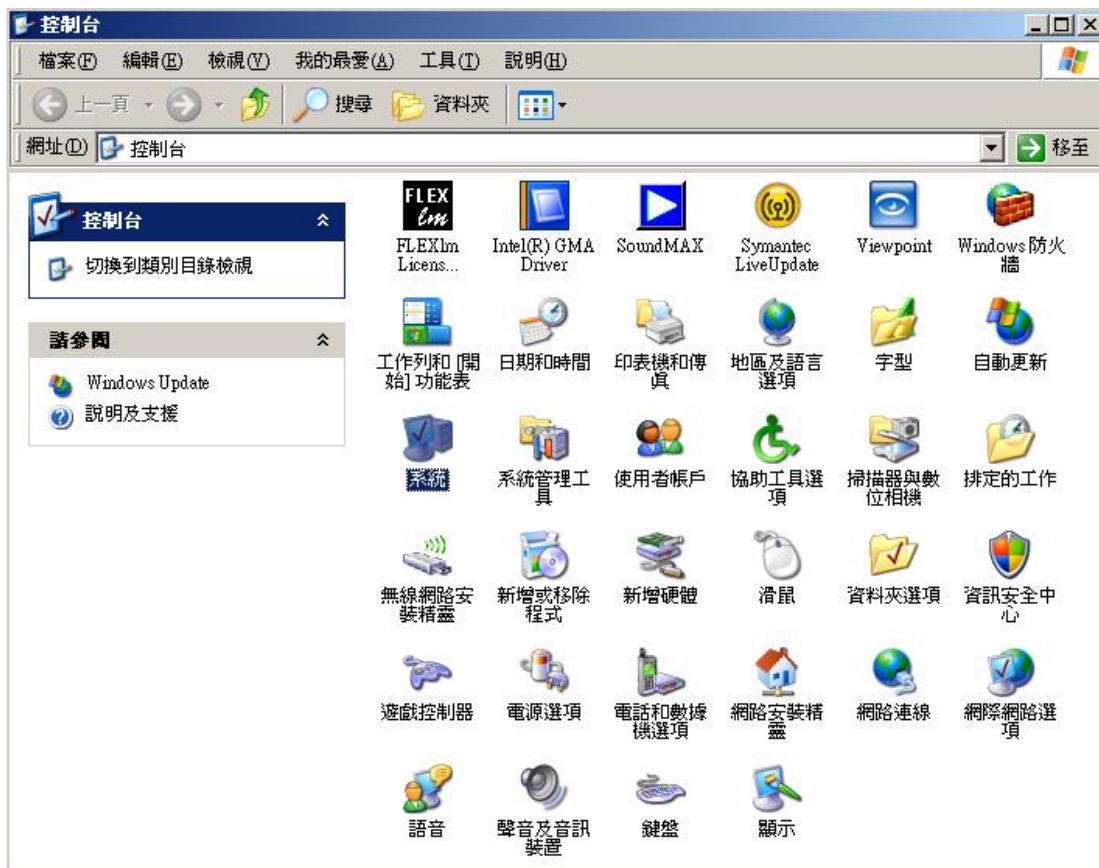 控制台
檔案(F) 編輯(E) 檢視(V) 我的最愛(A) 工具(T) 說明(H)
上一頁 搜尋 資料夾
網址(D) 控制台 移至
控制台
切換到類別目錄檢視
請參閱
Windows Update
說明及支援
FLEX
lm
FLEXlm
Licens...
Intel(R) GMA
Driver
SoundMAX
Symantec
LiveUpdate
Viewpoint
Windows 防火
牆
工作列和 [開
始] 功能表
日期和時間
印表機和傳
真
地區及語言
選項
字型
自動更新
系統
系統管理工
具
使用者帳戶
協助工具選
項
掃描器與數
位相機
排定的工作
無線網路安
裝精靈
新增或移除
程式
新增硬體
滑鼠
資料夾選項
資訊安全中
心
遊戲控制器
電源選項
電話和數據
機選項
網路安裝精
靈
網路連線
網際網路選
項
語音
聲音及音訊
裝置
鍵盤
顯示